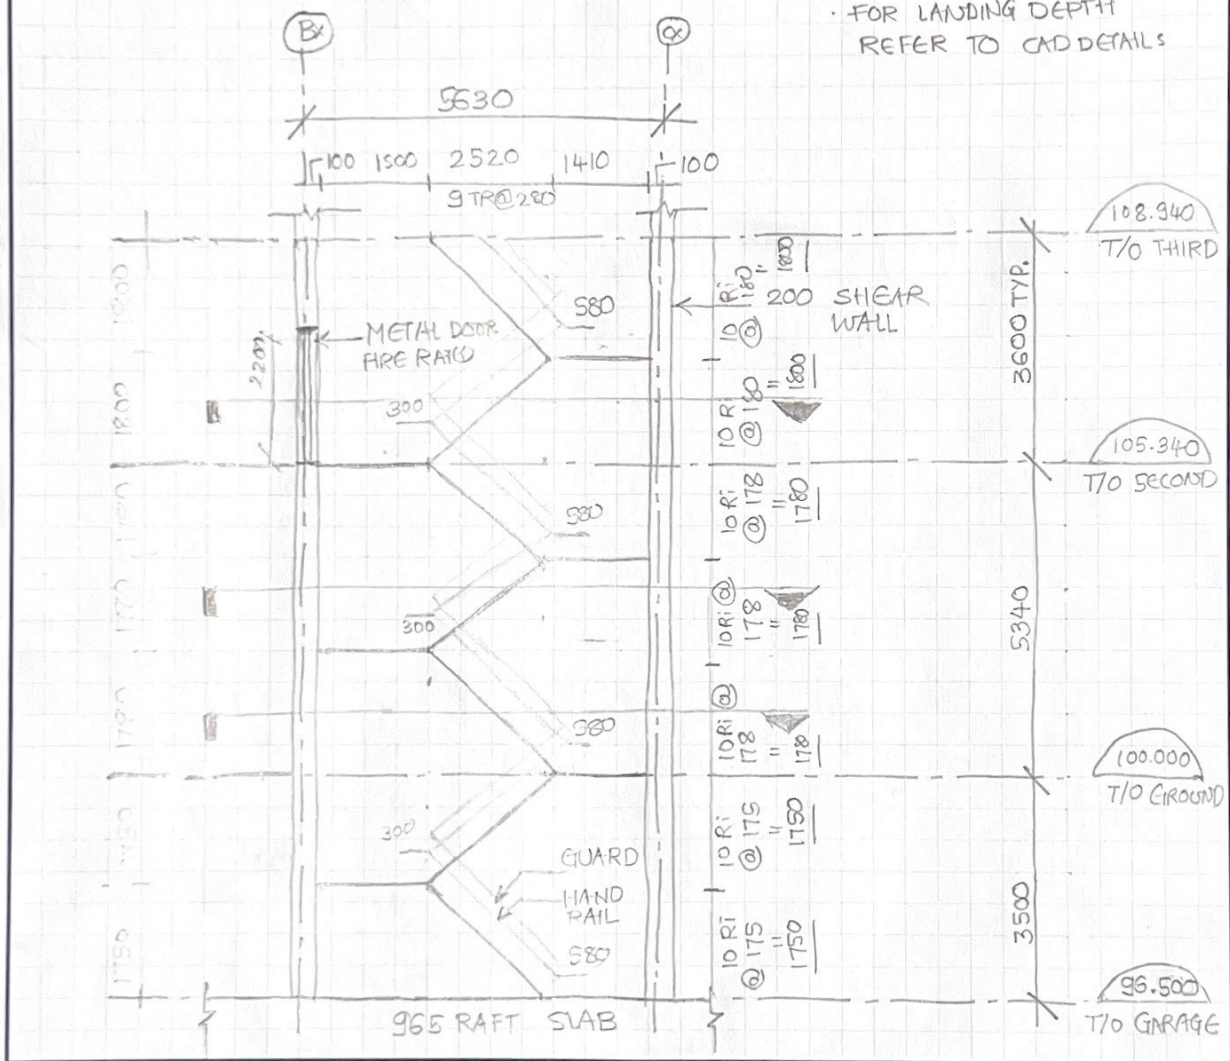 · FOR LANDING DEPTH
REFER TO CAD DETAILS
Bx
5630
100 1500 2520 1410 100
9 TR@280
108.940
T/O THIRD
1800
10 Ri
@ 180
=
1800
3600 TYP.
580
200 SHEAR
WALL
METAL DOOR
FIRE RATED
2200
1800
300
10 Ri
@ 180
=
1800
105.340
T/O SECOND
580
10 Ri
@ 178
=
1780
300
10 Ri @
178
=
1780
5340
580
10 Ri @
178
=
1780
100.000
T/O GROUND
300
10 Ri
@ 175
=
1750
GUARD
HAND
RAIL
3500
580
10 Ri
@ 175
=
1750
1750
96.500
T/O GARAGE
965 RAFT SLAB